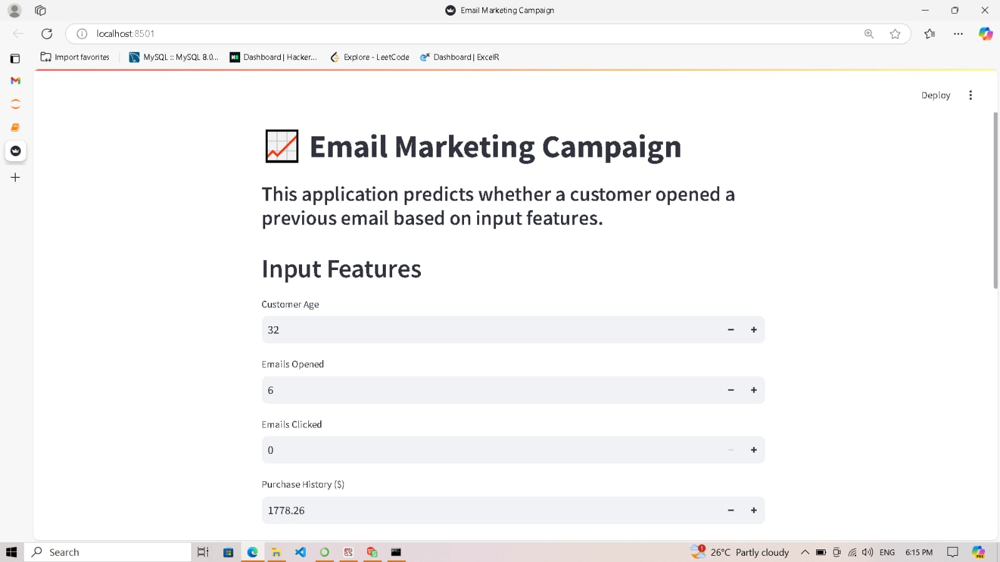 Email Marketing Campaign
localhost:8501
Import favorites
MySQL :: MySQL 8.0...
Dashboard | Hacker...
Explore - LeetCode
Dashboard | ExcelR
Deploy
Email Marketing Campaign
This application predicts whether a customer opened a
previous email based on input features.
Input Features
Customer Age
32
Emails Opened
6
Emails Clicked
0
Purchase History ($)
1778.26
Search
1
26°C Partly cloudy
ENG
6:15 PM
PRE